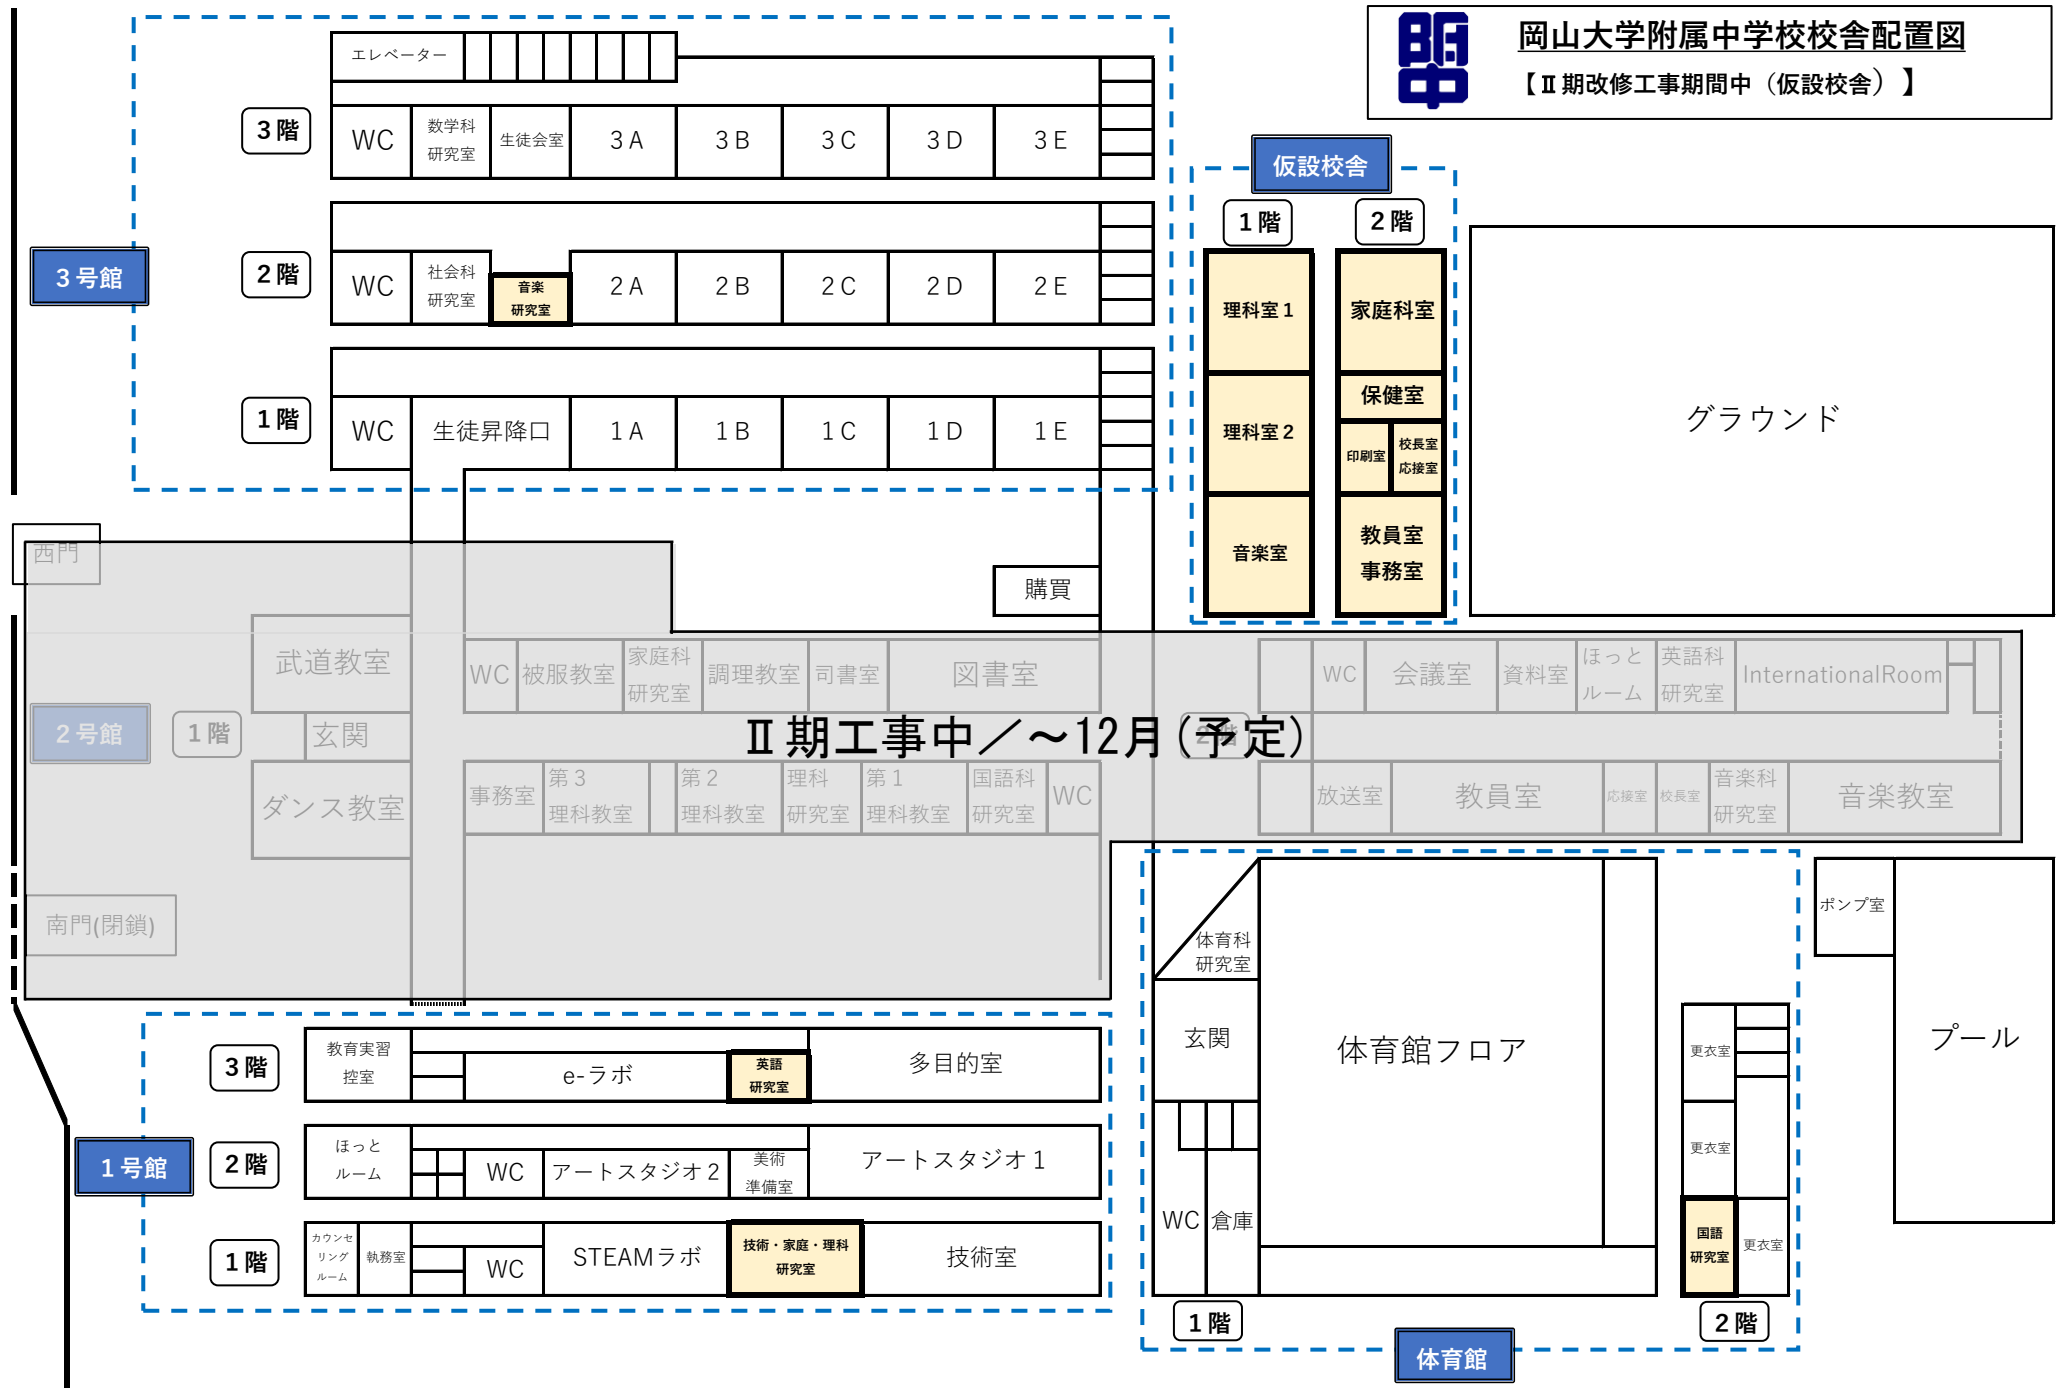 岡山大学附属中学校校舎配置図
【Ⅱ期改修工事期間中（仮設校舎）】
附中
3号館
3階
エレベーター
WC
数学科
研究室
生徒会室
3A
3B
3C
3D
3E
2階
WC
社会科
研究室
音楽
研究室
2A
2B
2C
2D
2E
1階
WC
生徒昇降口
1A
1B
1C
1D
1E
仮設校舎
1階
理科室1
理科室2
音楽室
2階
家庭科室
保健室
印刷室
校長室
応接室
教員室
事務室
グラウンド
西門
購買
2号館
1階
武道教室
玄関
ダンス教室
WC
被服教室
家庭科
研究室
調理教室
司書室
図書室
事務室
第3
理科教室
第2
理科教室
理科
研究室
第1
理科教室
国語科
研究室
WC
Ⅱ期工事中／～12月(予定)
2階
WC
会議室
資料室
ほっと
ルーム
英語科
研究室
InternationalRoom
放送室
教員室
応接室
校長室
音楽科
研究室
音楽教室
南門(閉鎖)
1号館
3階
教育実習
控室
e-ラボ
英語
研究室
多目的室
2階
ほっと
ルーム
WC
アートスタジオ2
美術
準備室
アートスタジオ1
1階
カウンセ
リング
ルーム
執務室
WC
STEAMラボ
技術・家庭・理科
研究室
技術室
体育科
研究室
玄関
WC
倉庫
体育館フロア
1階
更衣室
更衣室
国語
研究室
更衣室
2階
体育館
ポンプ室
プール